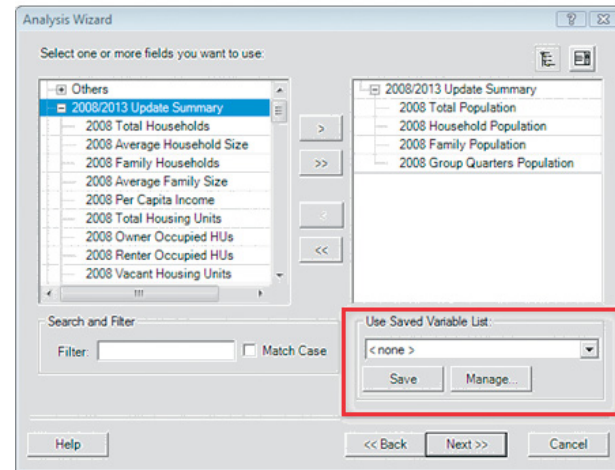 Analysis Wizard
Select one or more fields you want to use:
Others
2008/2013 Update Summary
2008 Total Households
2008 Average Household Size
2008 Family Households
2008 Average Family Size
2008 Per Capita Income
2008 Total Housing Units
2008 Owner Occupied HUs
2008 Renter Occupied HUs
2008 Vacant Housing Units
>
>>
<
<<
2008/2013 Update Summary
2008 Total Population
2008 Household Population
2008 Family Population
2008 Group Quarters Population
Search and Filter
Filter:
Match Case
Use Saved Variable List:
< none >
Save
Manage...
Help
<< Back
Next >>
Cancel